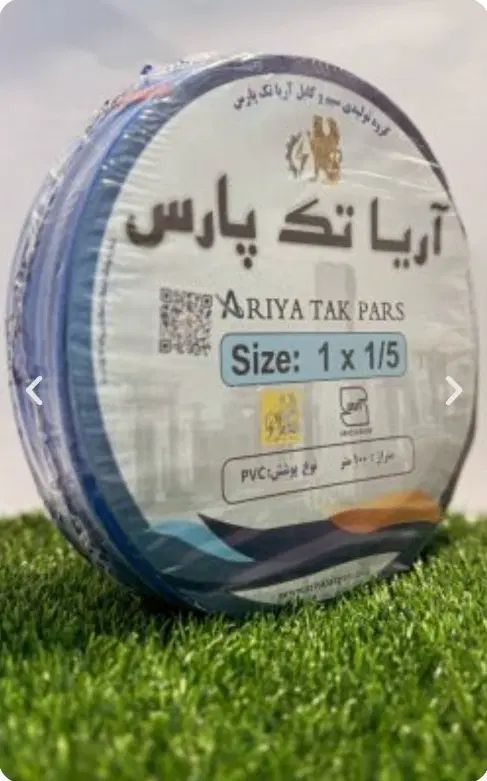 گروه تولیدی سیم و کابل آریا تک پارس
آریا تک پارس
ARIYA TAK PARS
Size: 1 x 1/5
متراژ: ۱۰۰ متر
نوع پوشش: PVC